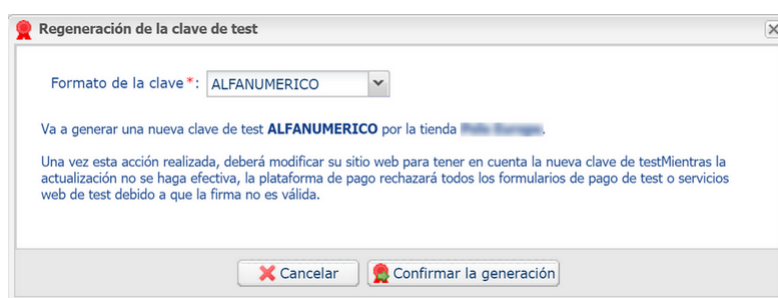 Regeneración de la clave de test
Formato de la clave*: ALFANUMERICO
Va a generar una nueva clave de test ALFANUMERICO por la tienda
Una vez esta acción realizada, deberá modificar su sitio web para tener en cuenta la nueva clave de testMientras la
actualización no se haga efectiva, la plataforma de pago rechazará todos los formularios de pago de test o servicios
web de test debido a que la firma no es válida.
Cancelar
Confirmar la generación